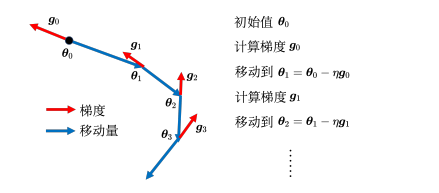 g₀
θ₀
g₁
θ₁
g₂
θ₂
θ₃
g₃
梯度
移动量
初始值 θ₀
计算梯度 g₀
移动到 θ₁ = θ₀ − ηg₀
计算梯度 g₁
移动到 θ₂ = θ₁ − ηg₁
⋮